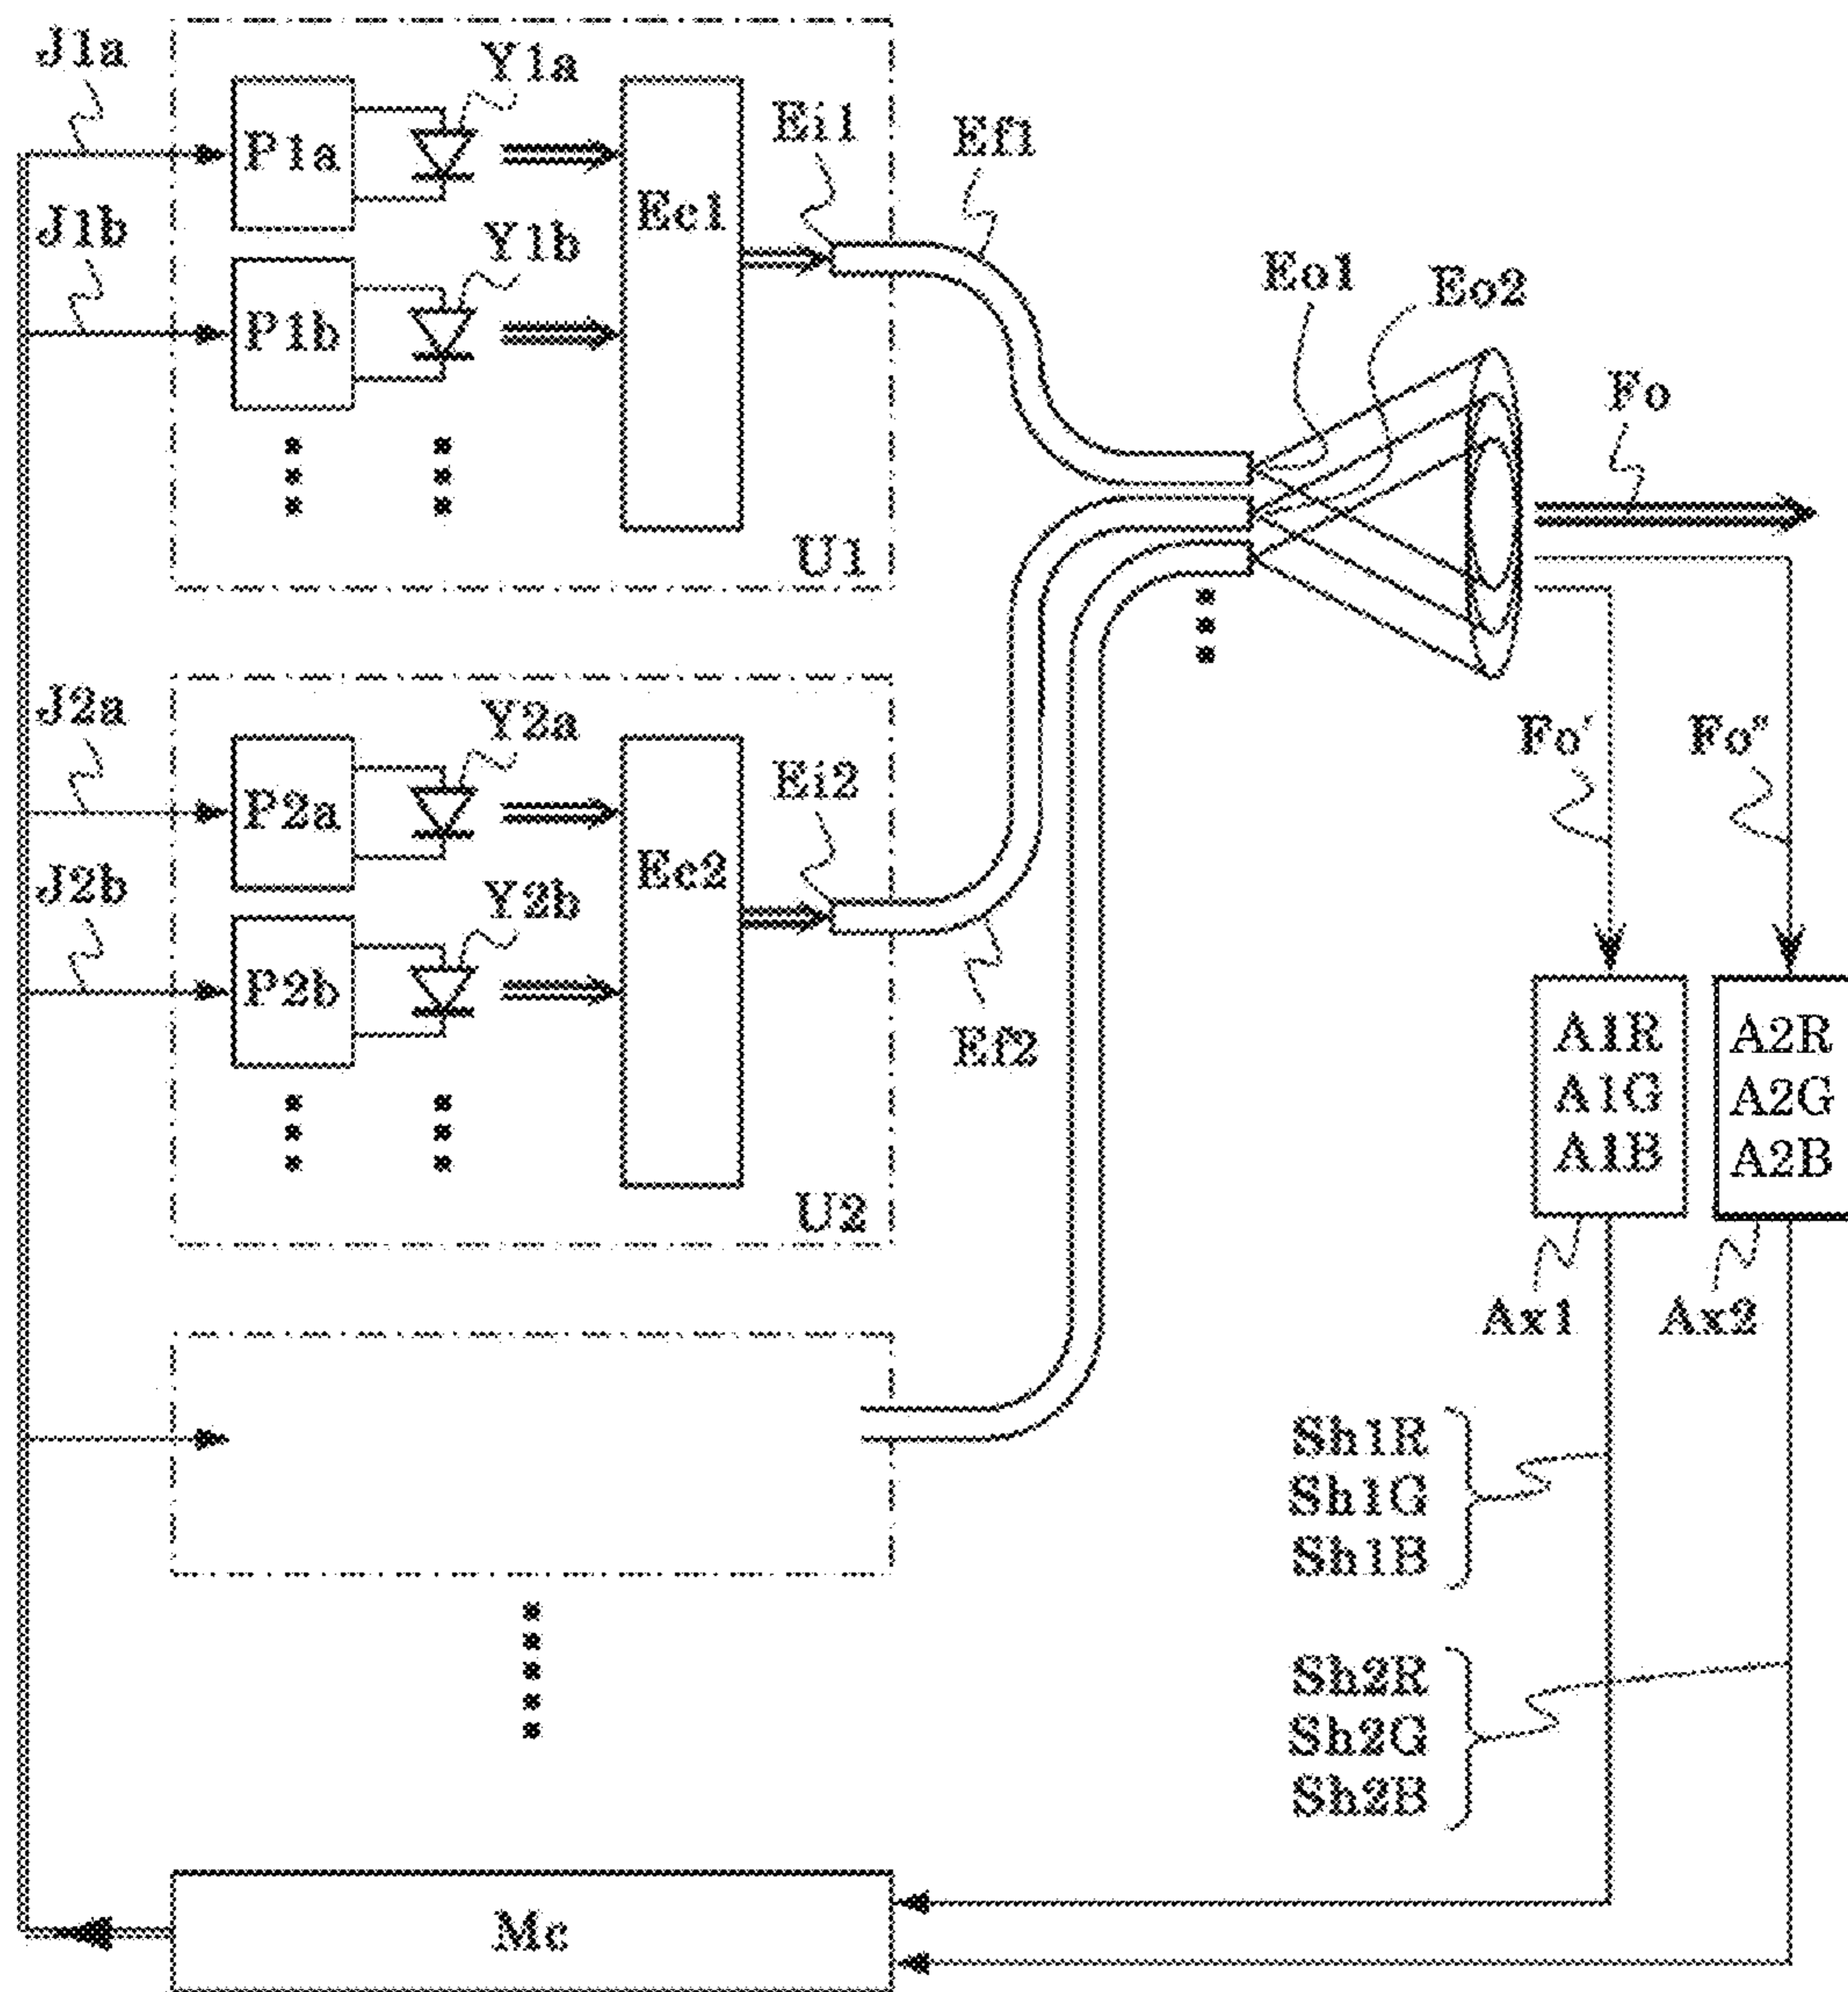 J1a
Y1a
P1a
Ei1
Ef1
J1b
Ec1
Y1b
P1b
Eo1
Eo2
Fo
U1
J2a
Y2a
Fo'
Fo"
P2a
Ei2
J2b
Ec2
Y2b
P2b
Ef2
A1R
A1G
A1B
A2R
A2G
A2B
U2
Ax1
Ax2
Sh1R
Sh1G
Sh1B
Sh2R
Sh2G
Sh2B
Mc